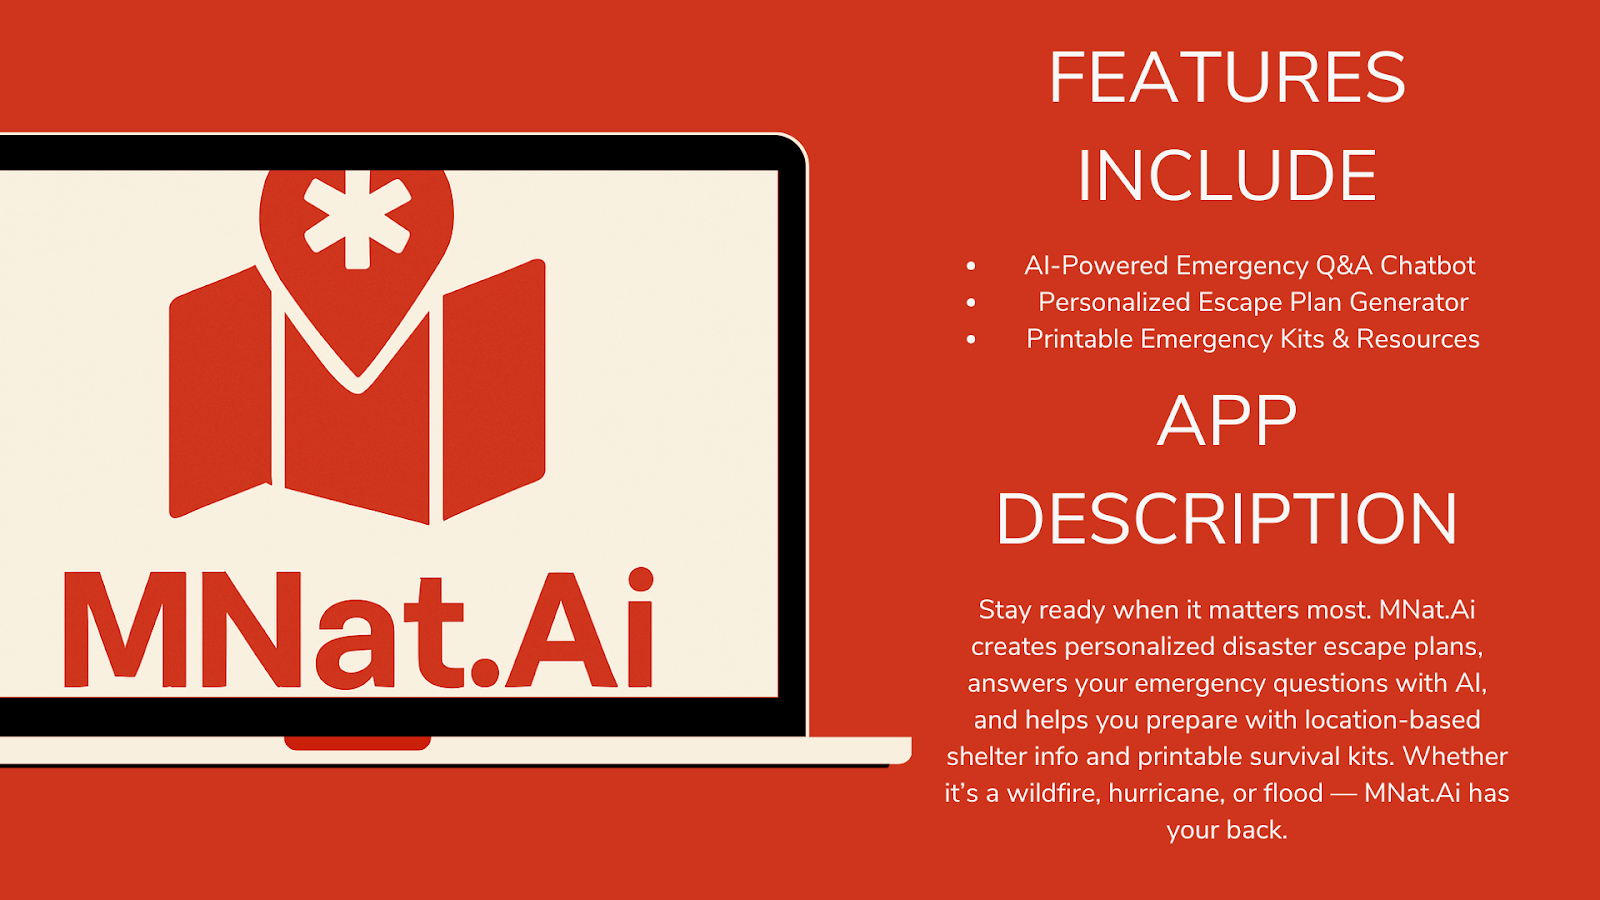 FEATURES
INCLUDE
• AI-Powered Emergency Q&A Chatbot
• Personalized Escape Plan Generator
• Printable Emergency Kits & Resources
APP
DESCRIPTION
Stay ready when it matters most. MNat.Ai
creates personalized disaster escape plans,
answers your emergency questions with AI,
and helps you prepare with location-based
shelter info and printable survival kits. Whether
it’s a wildfire, hurricane, or flood — MNat.Ai has
your back.
MNat.Ai